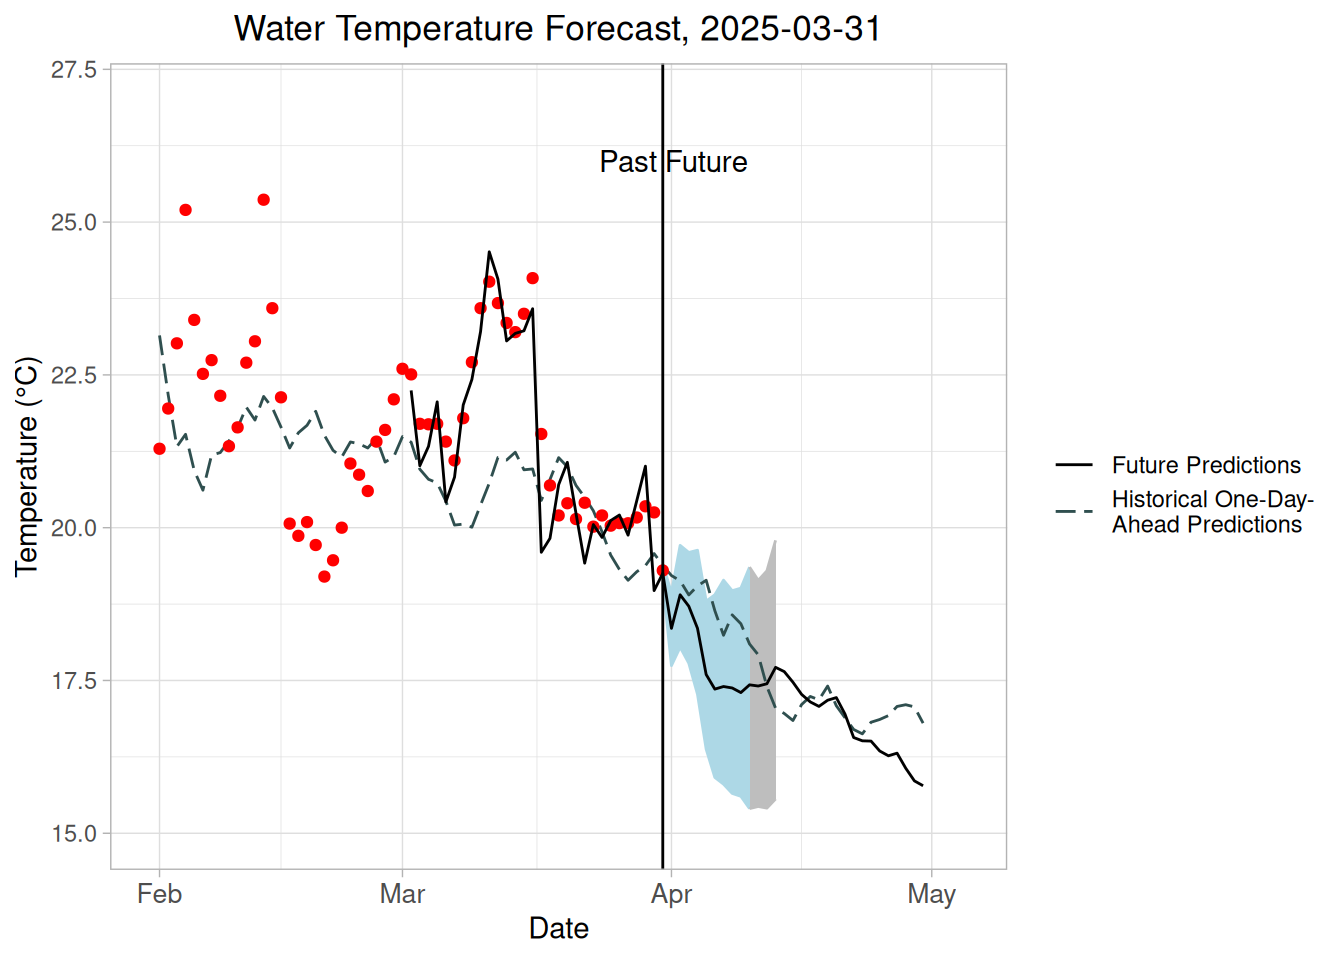 Water Temperature Forecast, 2025-03-31
27.5
25.0
22.5
20.0
17.5
15.0
Temperature (°C)
Past Future
Feb
Mar
Apr
May
Date
Future Predictions
Historical One-Day-
Ahead Predictions